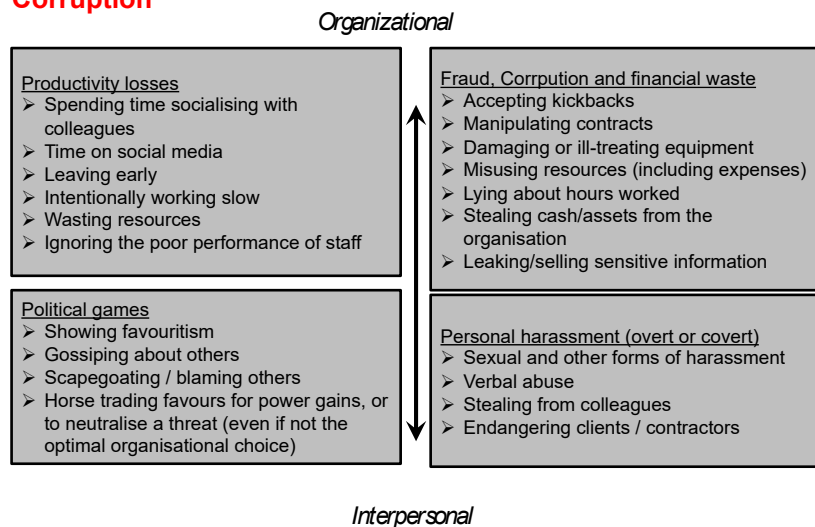 Corruption
Organizational
Productivity losses
➢ Spending time socialising with
colleagues
➢ Time on social media
➢ Leaving early
➢ Intentionally working slow
➢ Wasting resources
➢ Ignoring the poor performance of staff
Fraud, Corrpution and financial waste
➢ Accepting kickbacks
➢ Manipulating contracts
➢ Damaging or ill-treating equipment
➢ Misusing resources (including expenses)
➢ Lying about hours worked
➢ Stealing cash/assets from the
organisation
➢ Leaking/selling sensitive information
Political games
➢ Showing favouritism
➢ Gossiping about others
➢ Scapegoating / blaming others
➢ Horse trading favours for power gains, or
to neutralise a threat (even if not the
optimal organisational choice)
Personal harassment (overt or covert)
➢ Sexual and other forms of harassment
➢ Verbal abuse
➢ Stealing from colleagues
➢ Endangering clients / contractors
Interpersonal